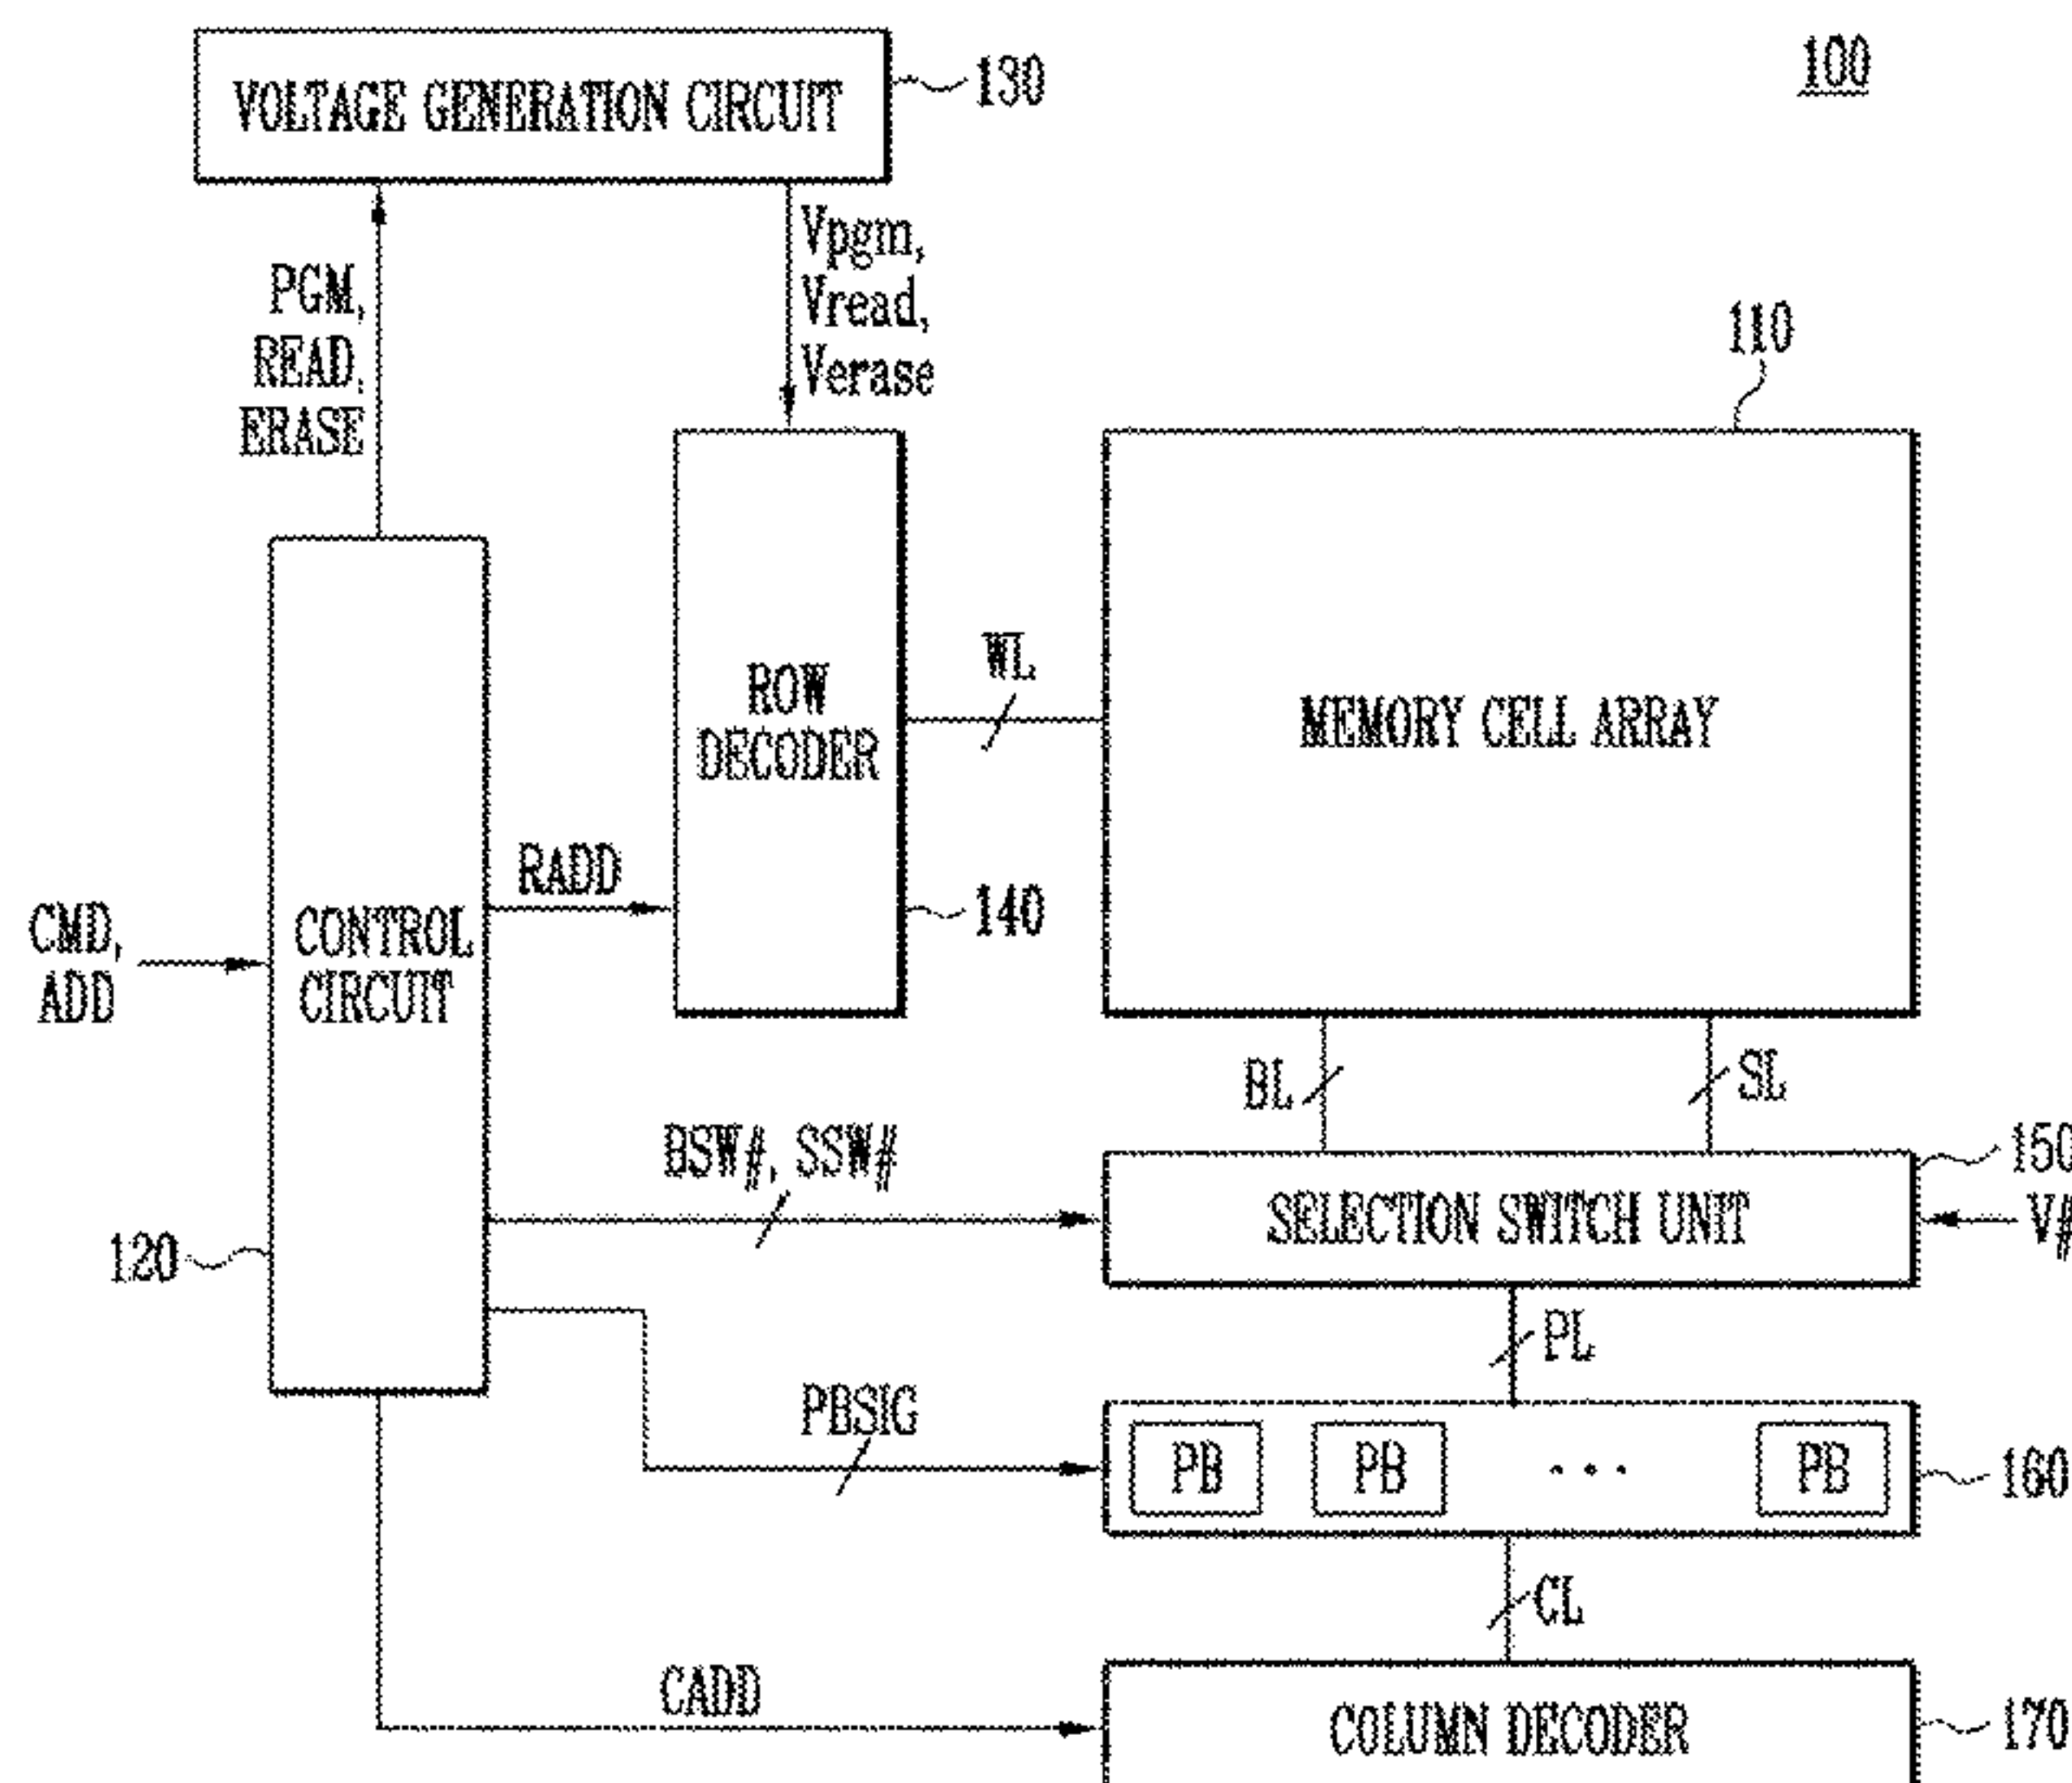 100
VOLTAGE GENERATION CIRCUIT
130
PGM,
READ,
ERASE
Vpgm,
Vread,
Verase
110
ROW
DECODER
WL
MEMORY CELL ARRAY
RADD
140
CMD,
ADD
CONTROL
CIRCUIT
BL
SL
BSW#, SSW#
150
SELECTION SWITCH UNIT
V#
120
PL
PBSIG
PB PB • • • PB
160
CL
CADD
COLUMN DECODER
170